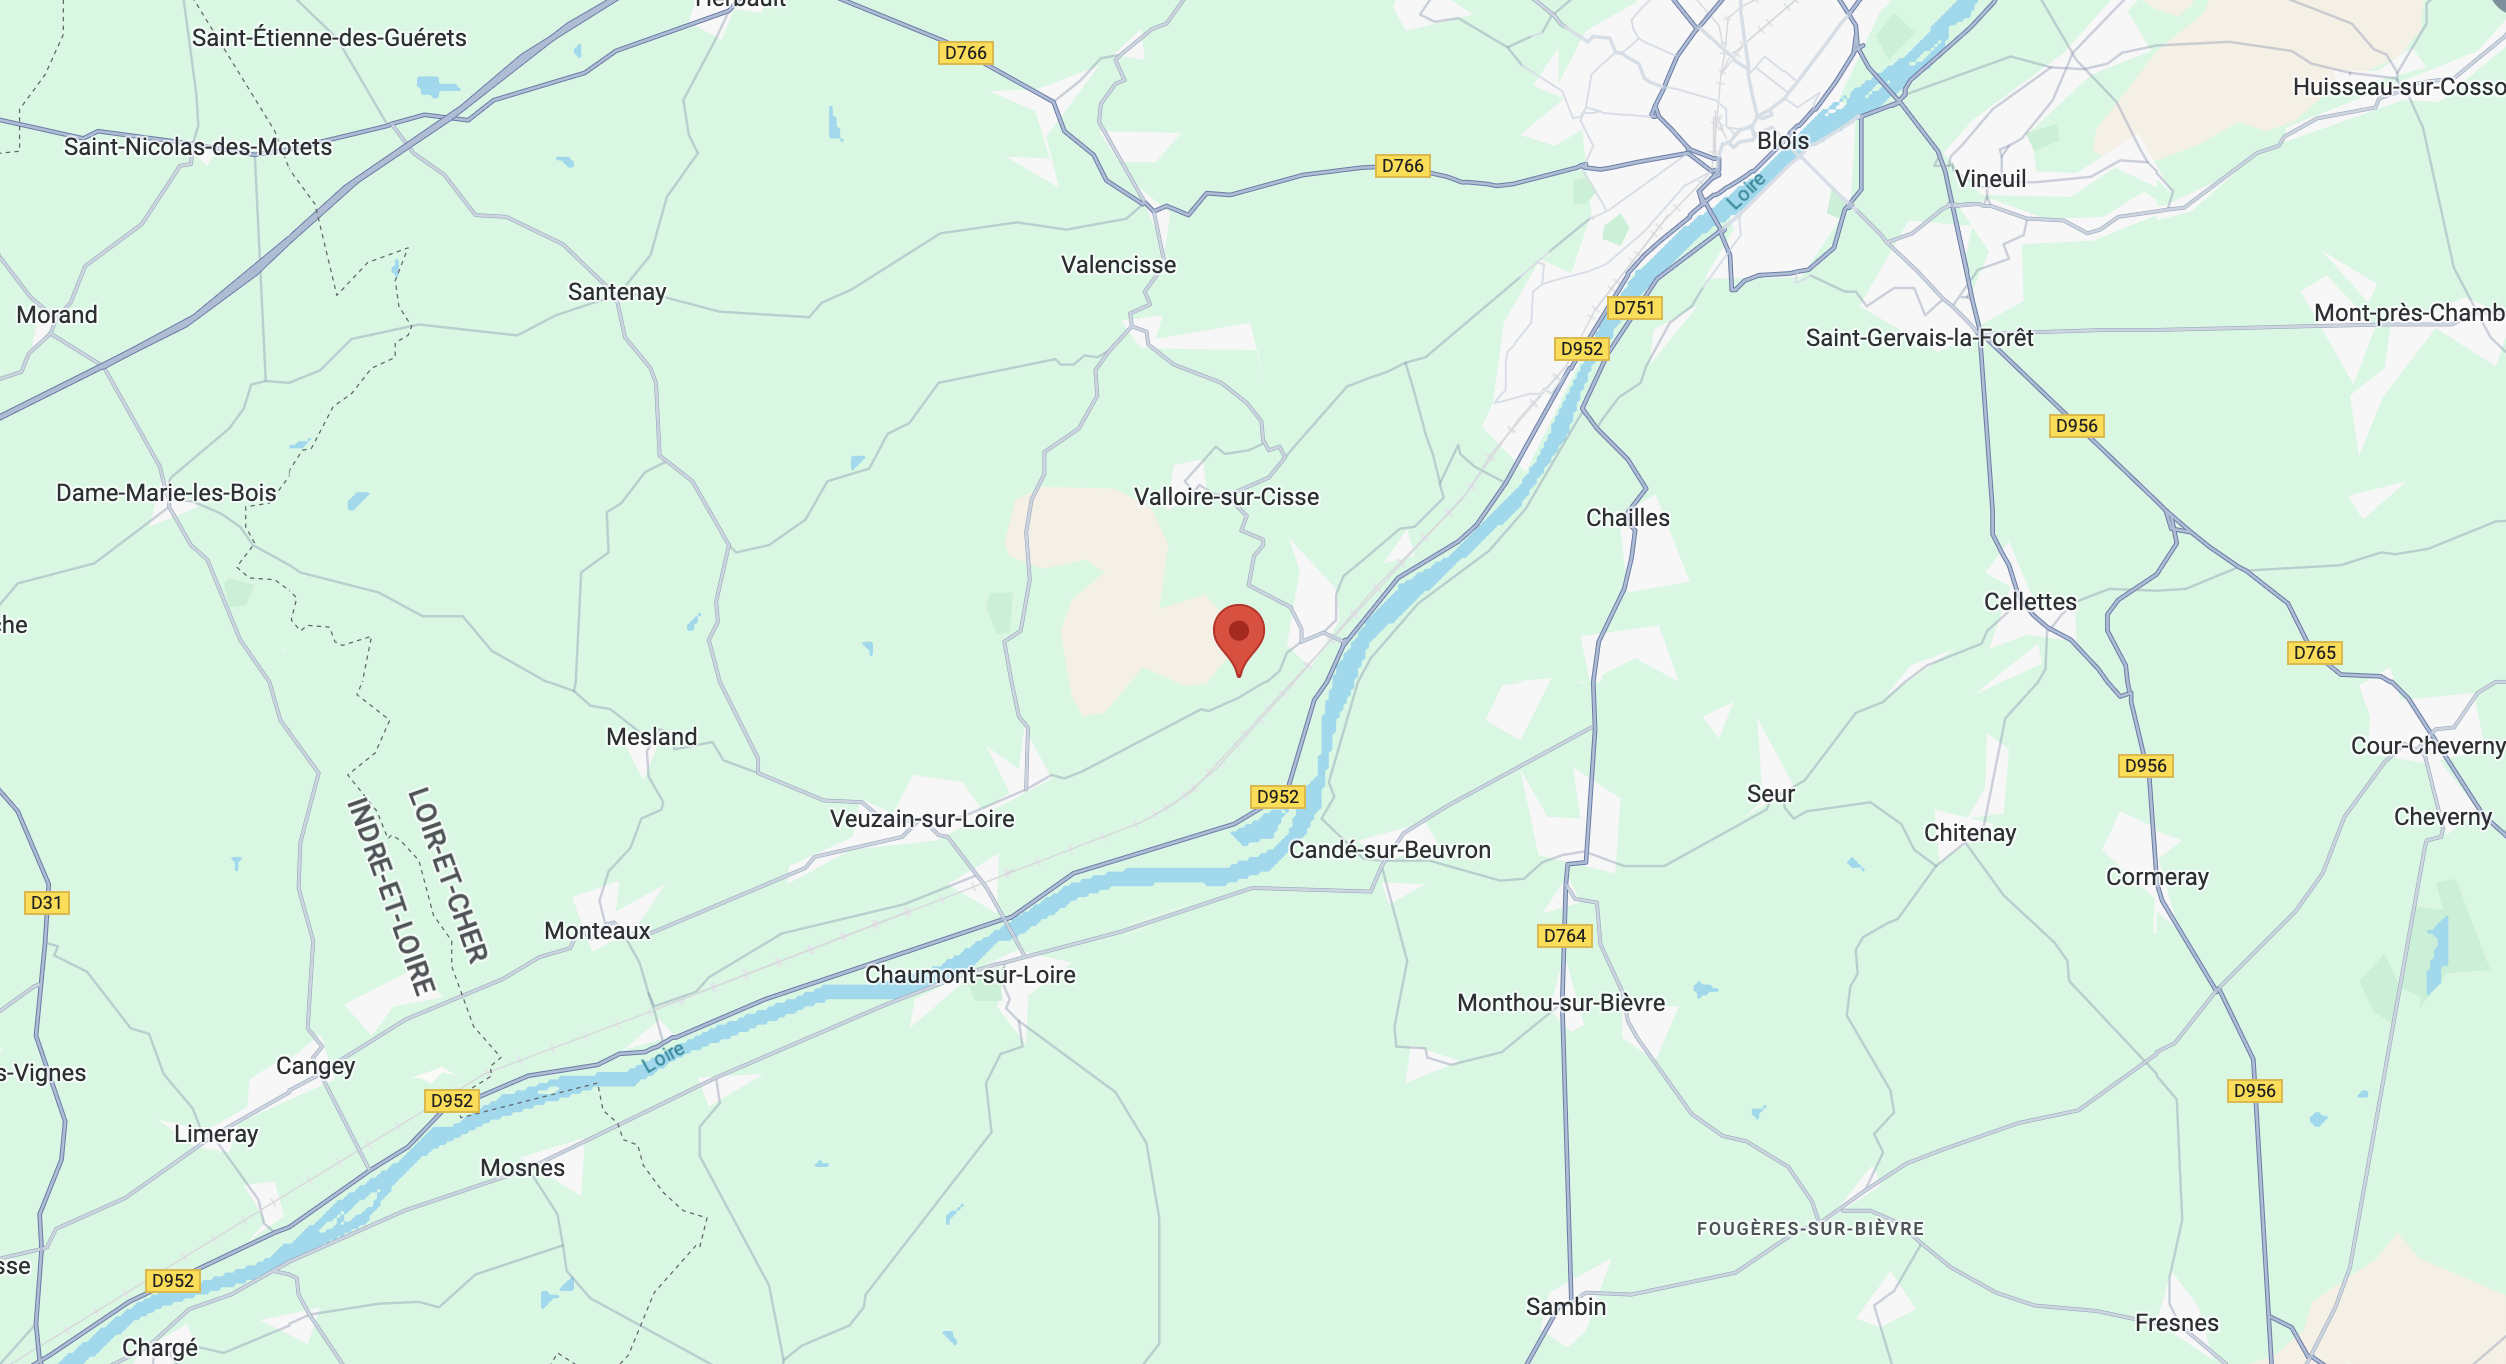 Herbault
Saint-Étienne-des-Guérets
D766
Huisseau-sur-Cosso
Saint-Nicolas-des-Motets
Blois
D766
Vineuil
Loire
Valencisse
Santenay
Morand
D751
Mont-près-Chamb
Saint-Gervais-la-Forêt
D952
D956
Dame-Marie-les-Bois
Valloire-sur-Cisse
Chailles
Cellettes
che
D765
Mesland
Cour-Cheverny
D956
Seur
D952
Veuzain-sur-Loire
Cheverny
Chitenay
Candé-sur-Beuvron
LOIR-ET-CHER
INDRE-ET-LOIRE
Cormeray
D31
Monteaux
D764
Chaumont-sur-Loire
Monthou-sur-Bièvre
Loire
Cangey
s-Vignes
D956
D952
Limeray
Mosnes
FOUGÈRES-SUR-BIÈVRE
sse
D952
Sambin
Fresnes
Chargé